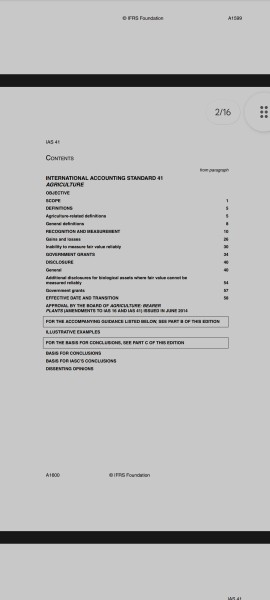 © IFRS Foundation A1599
2/16
IAS 41
CONTENTS
from paragraph
INTERNATIONAL ACCOUNTING STANDARD 41
AGRICULTURE
OBJECTIVE
SCOPE 1
DEFINITIONS 5
Agriculture-related definitions 5
General definitions 8
RECOGNITION AND MEASUREMENT 10
Gains and losses 26
Inability to measure fair value reliably 30
GOVERNMENT GRANTS 34
DISCLOSURE 40
General 40
Additional disclosures for biological assets where fair value cannot be
measured reliably 54
Government grants 57
EFFECTIVE DATE AND TRANSITION 58
APPROVAL BY THE BOARD OF AGRICULTURE: BEARER
PLANTS (AMENDMENTS TO IAS 16 AND IAS 41) ISSUED IN JUNE 2014
FOR THE ACCOMPANYING GUIDANCE LISTED BELOW, SEE PART B OF THIS EDITION
ILLUSTRATIVE EXAMPLES
FOR THE BASIS FOR CONCLUSIONS, SEE PART C OF THIS EDITION
BASIS FOR CONCLUSIONS
BASIS FOR IASC'S CONCLUSIONS
DISSENTING OPINIONS
A1600 © IFRS Foundation
IAS 41